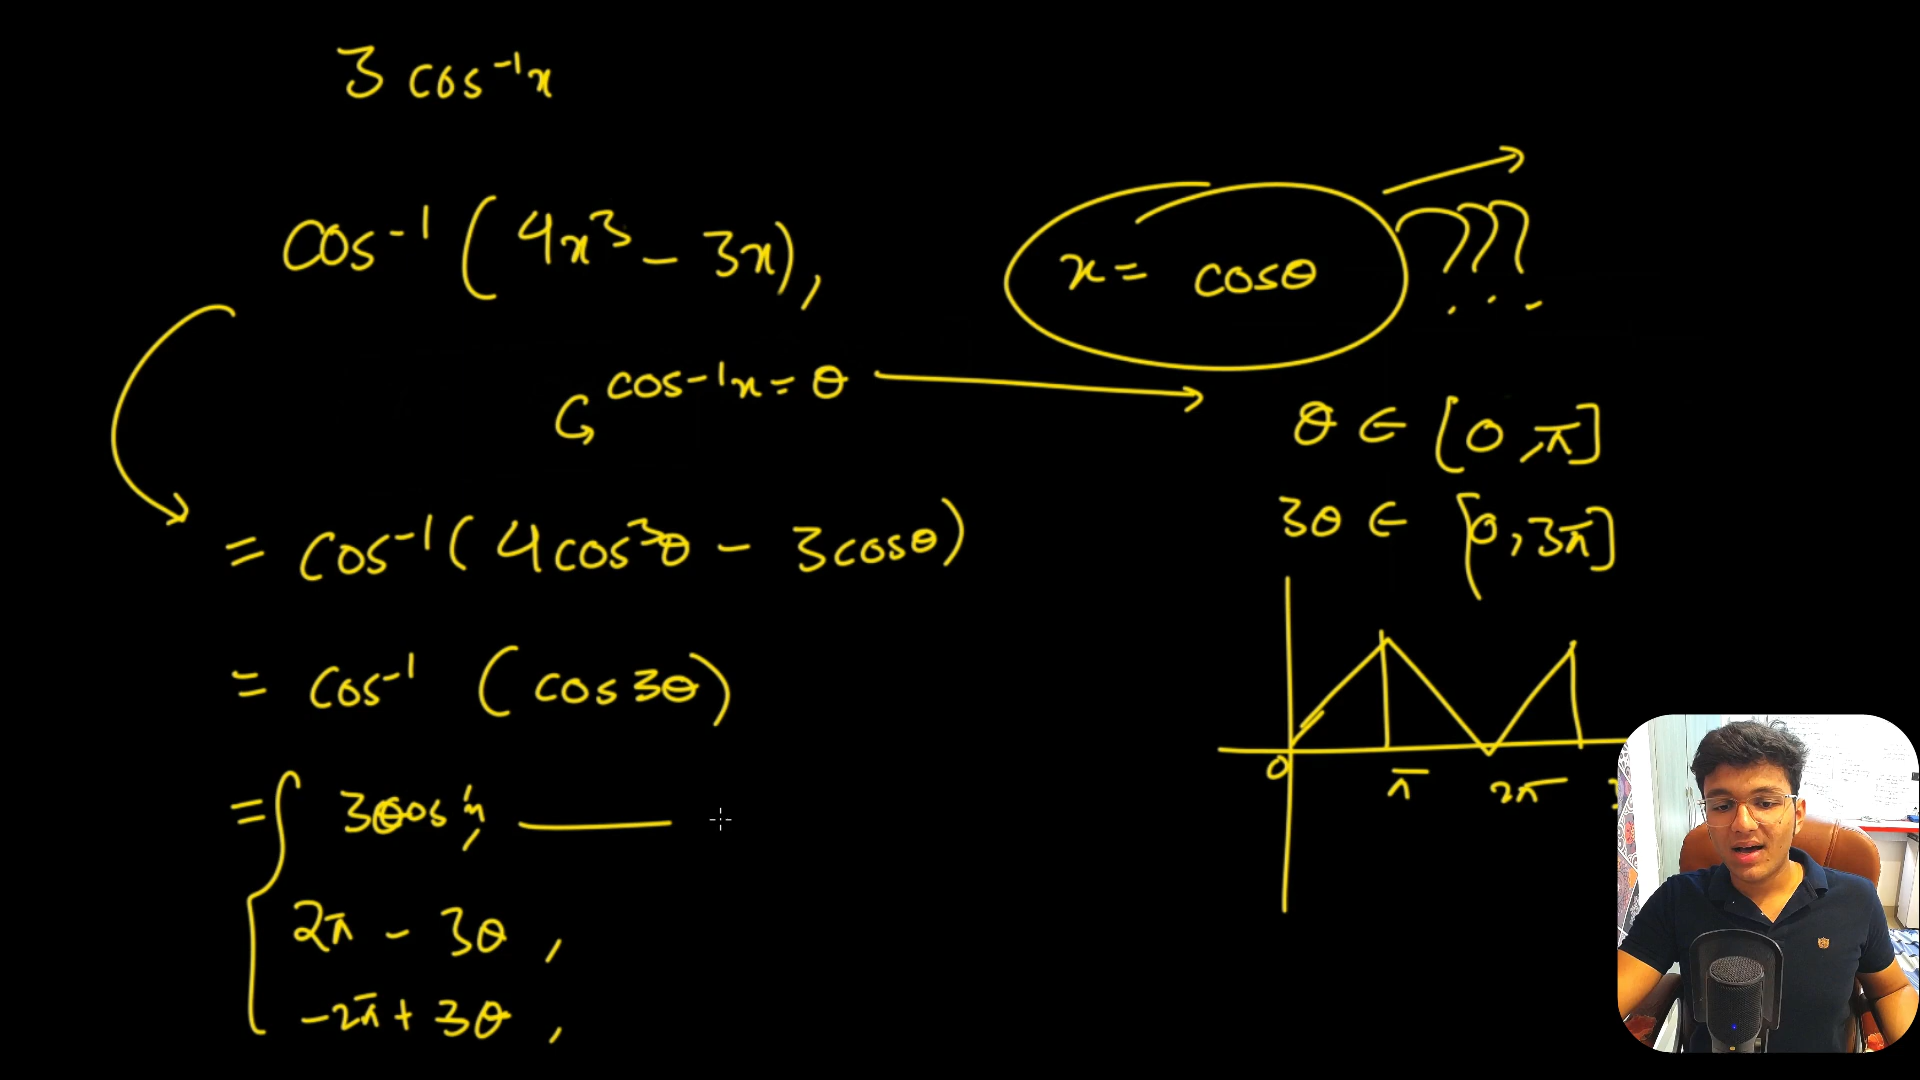 3 cos⁻¹x
cos⁻¹ ( 4x³ - 3x ) ,
x = cosθ
???
cos⁻¹x = θ
θ ∈ [0 , π]
3θ ∈ [0, 3π]
= cos⁻¹ ( 4cos³θ - 3cosθ )
= cos⁻¹ ( cos3θ )
0 π 2π
=
2π - 3θ ,
-2π + 3θ ,